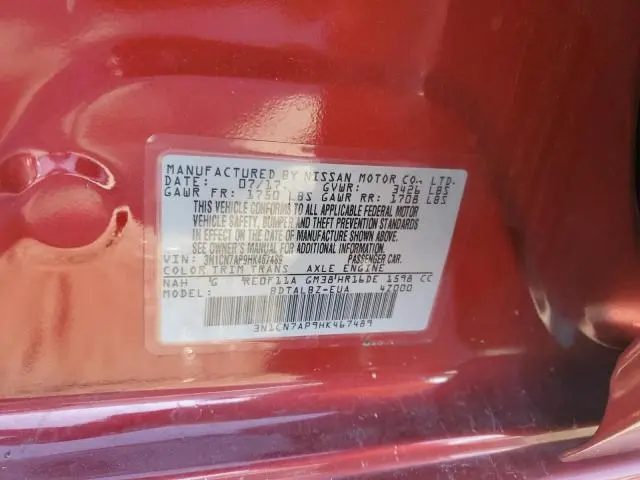 MANUFACTURED BY NISSAN MOTOR CO., LTD.
DATE: 07/17 GVWR: 3426 LBS
GAWR FR: 1750 LBS GAWR RR: 1708 LBS
THIS VEHICLE CONFORMS TO ALL APPLICABLE FEDERAL MOTOR
VEHICLE SAFETY, BUMPER AND THEFT PREVENTION STANDARDS
IN EFFECT ON THE DATE OF MANUFACTURE SHOWN ABOVE.
SEE OWNER'S MANUAL FOR ADDITIONAL INFORMATION.
VIN: 3N1CN7AP9HK467489 PASSENGER CAR.
COLOR TRIM TRANS AXLE ENGINE
NAH G RE0F11A GM38 HR16DE 1598 CC
MODEL: BDTALBZ-EUA 4Z000
3N1CN7AP9HK467489